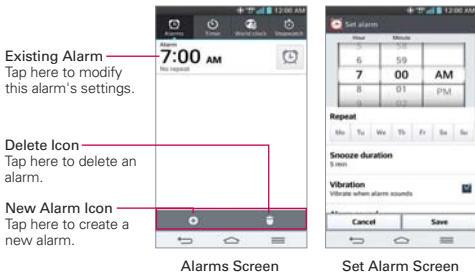 12:00 AM
Alarms Timer World clock Stopwatch
Existing Alarm
Tap here to modify
this alarm's settings.
Alarm
7:00 AM
No repeat
Delete Icon
Tap here to delete an
alarm.
New Alarm Icon
Tap here to create a
new alarm.
Alarms Screen
12:00 AM
Set alarm
Hour Minute
5 58
6 59
7 00 AM
8 01 PM
9 02
Repeat
Mo Tu We Th Fr Sa Su
Snooze duration
5 min
Vibration
Vibrate when alarm sounds
Cancel Save
Set Alarm Screen